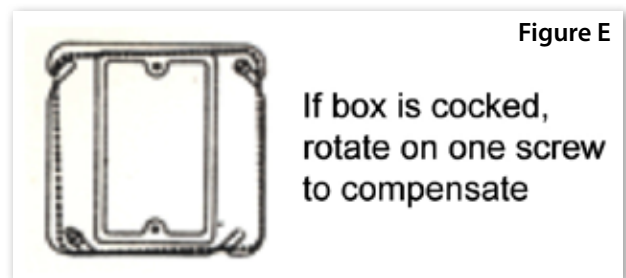 Figure E
If box is cocked,
rotate on one screw
to compensate